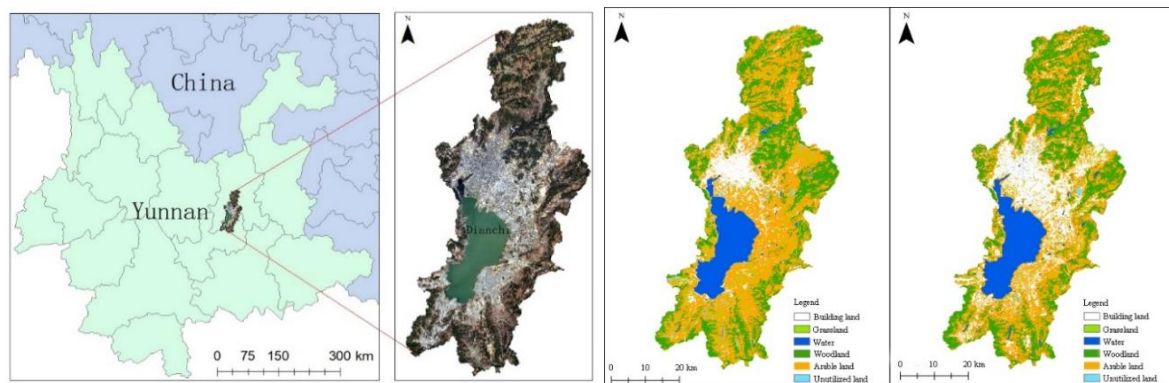 China
Yunnan
0 75 150 300 km
N
Dianchi
N
Legend
Building land
Grassland
Water
Woodland
Arable land
Unutilized land
0 10 20 km
N
Legend
Building land
Grassland
Water
Woodland
Arable land
Unutilized land
0 10 20 km